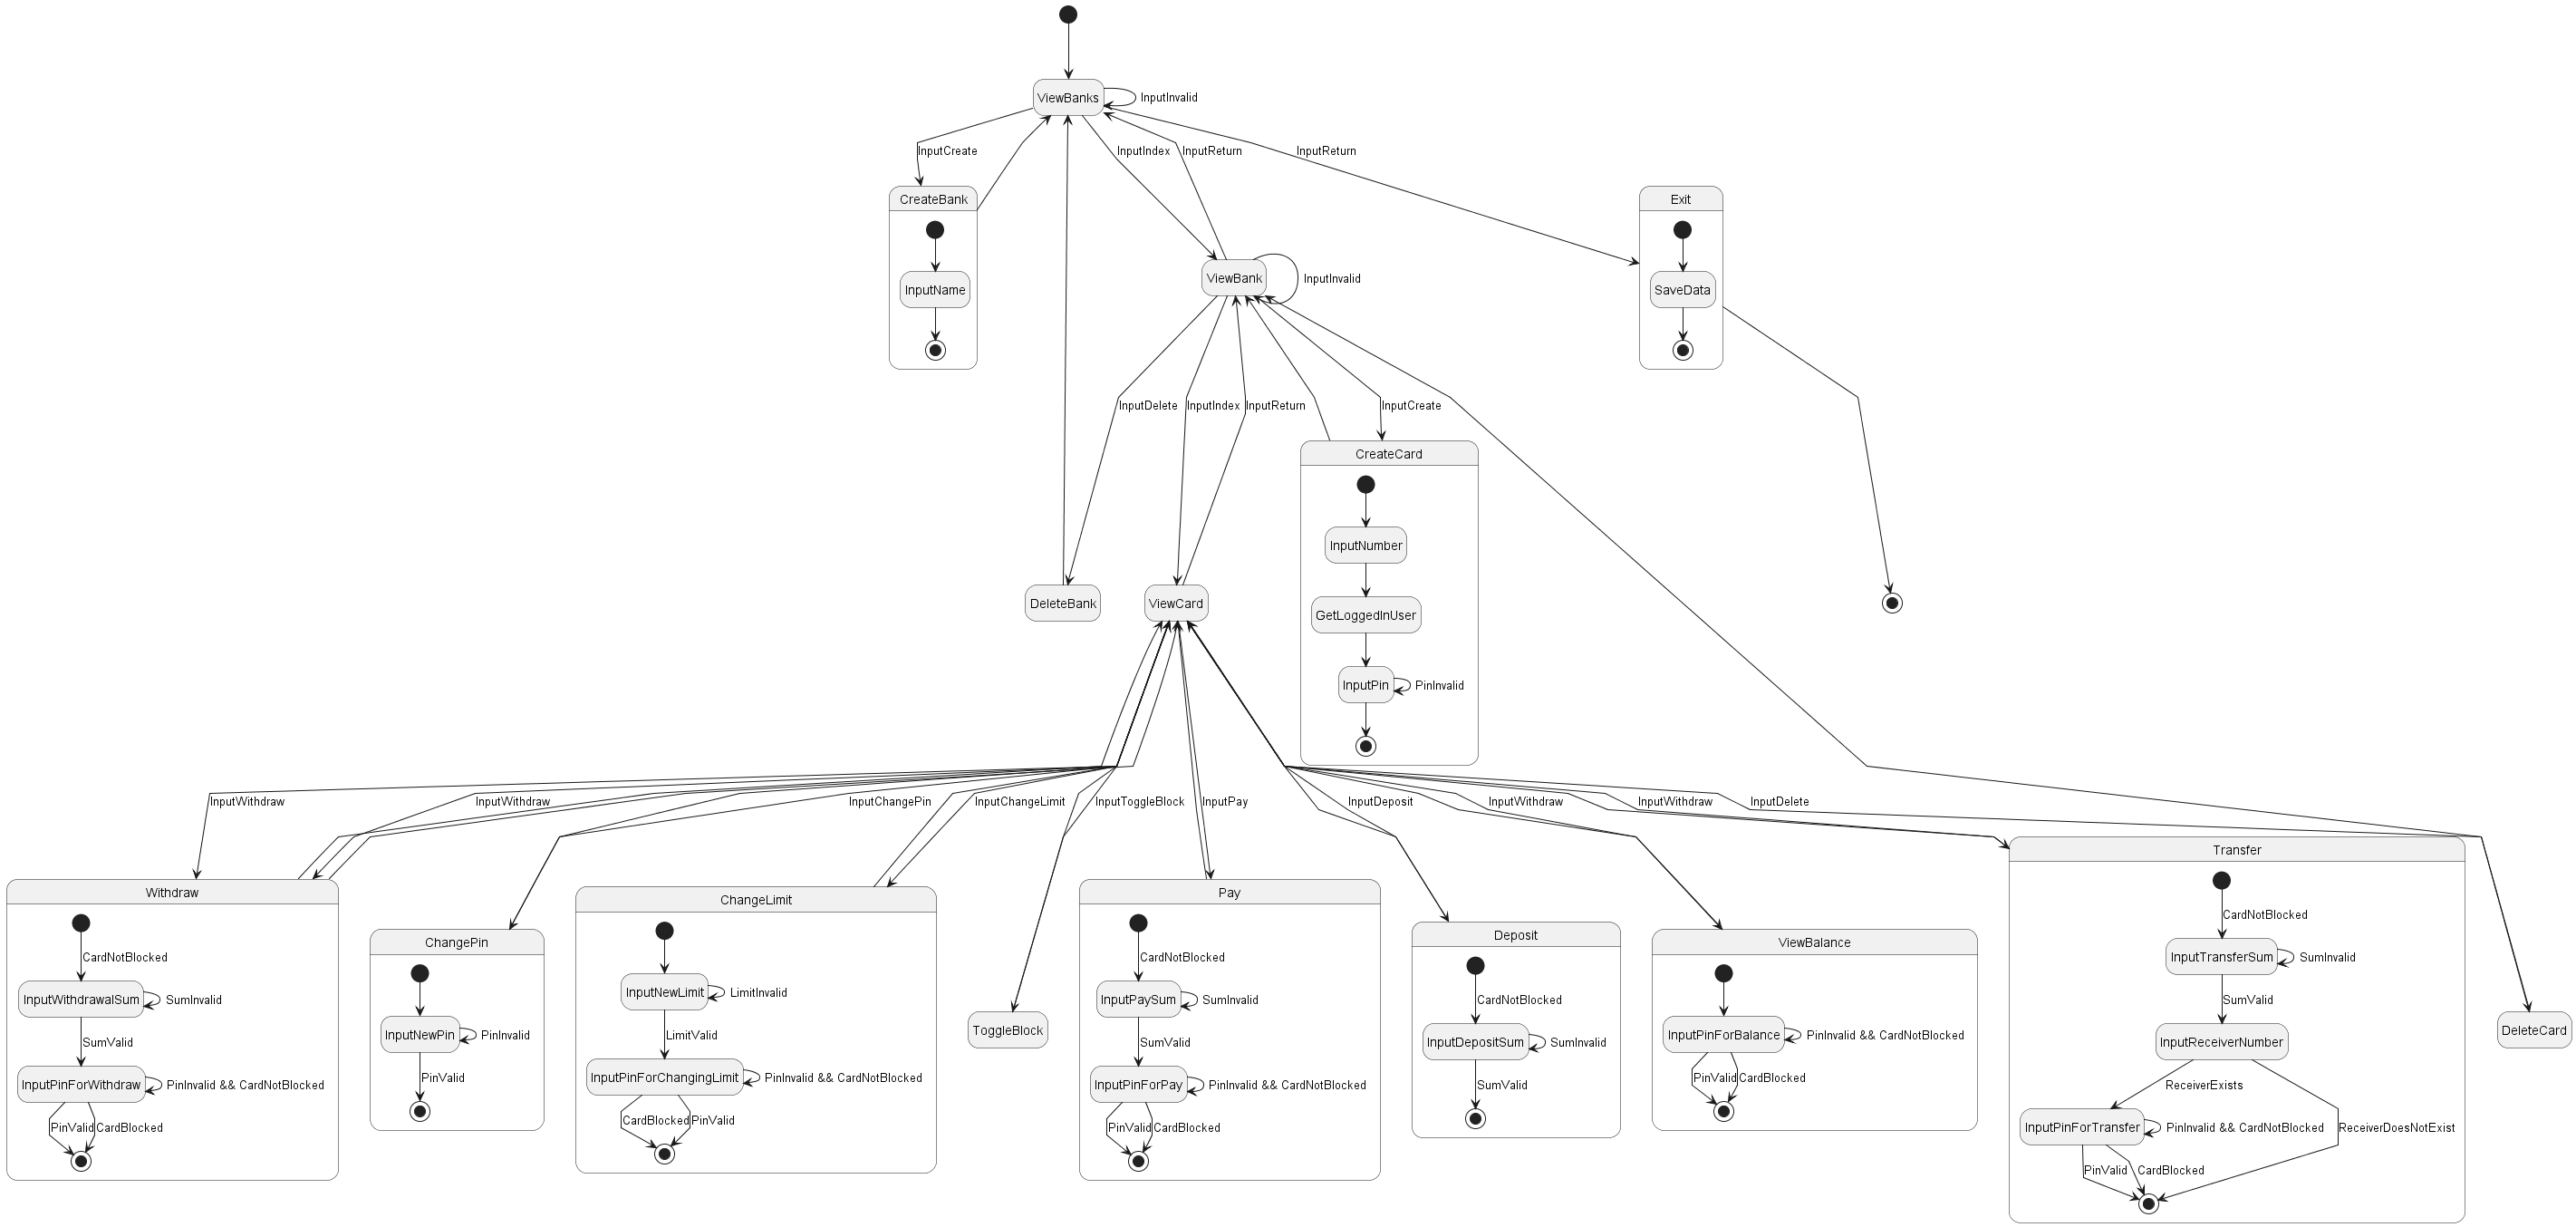 ViewBanks
InputInvalid
InputCreate
InputIndex
InputReturn
InputReturn
CreateBank
InputName
Exit
SaveData
ViewBank
InputInvalid
InputDelete
InputIndex
InputReturn
InputCreate
CreateCard
InputNumber
GetLoggedInUser
InputPin
PinInvalid
DeleteBank
ViewCard
InputWithdraw
InputWithdraw
InputChangePin
InputChangeLimit
InputToggleBlock
InputPay
InputDeposit
InputWithdraw
InputWithdraw
InputDelete
Withdraw
CardNotBlocked
InputWithdrawalSum
SumInvalid
SumValid
InputPinForWithdraw
PinInvalid && CardNotBlocked
PinValid
CardBlocked
ChangePin
InputNewPin
PinInvalid
PinValid
ChangeLimit
InputNewLimit
LimitInvalid
LimitValid
InputPinForChangingLimit
PinInvalid && CardNotBlocked
CardBlocked
PinValid
ToggleBlock
Pay
CardNotBlocked
InputPaySum
SumInvalid
SumValid
InputPinForPay
PinInvalid && CardNotBlocked
PinValid
CardBlocked
Deposit
CardNotBlocked
InputDepositSum
SumInvalid
SumValid
ViewBalance
InputPinForBalance
PinInvalid && CardNotBlocked
PinValid
CardBlocked
Transfer
CardNotBlocked
InputTransferSum
SumInvalid
SumValid
InputReceiverNumber
ReceiverExists
InputPinForTransfer
PinInvalid && CardNotBlocked
ReceiverDoesNotExist
PinValid
CardBlocked
DeleteCard